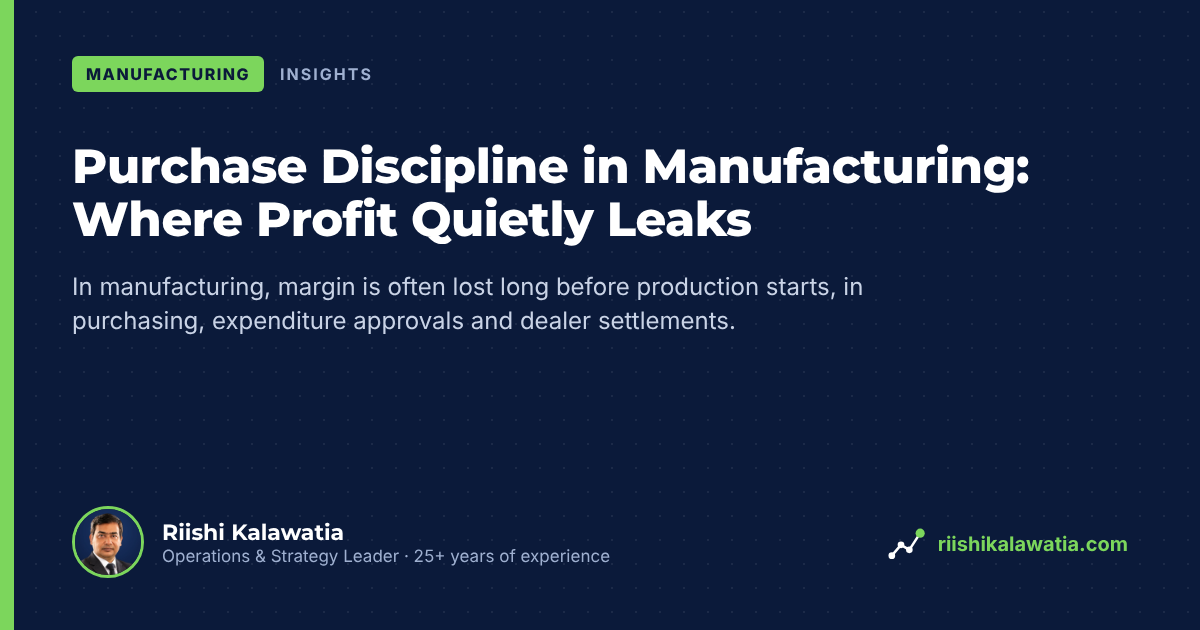 MANUFACTURING INSIGHTS
Purchase Discipline in Manufacturing:
Where Profit Quietly Leaks
In manufacturing, margin is often lost long before production starts, in
purchasing, expenditure approvals and dealer settlements.
Riishi Kalawatia
Operations & Strategy Leader · 25+ years of experience
riishikalawatia.com